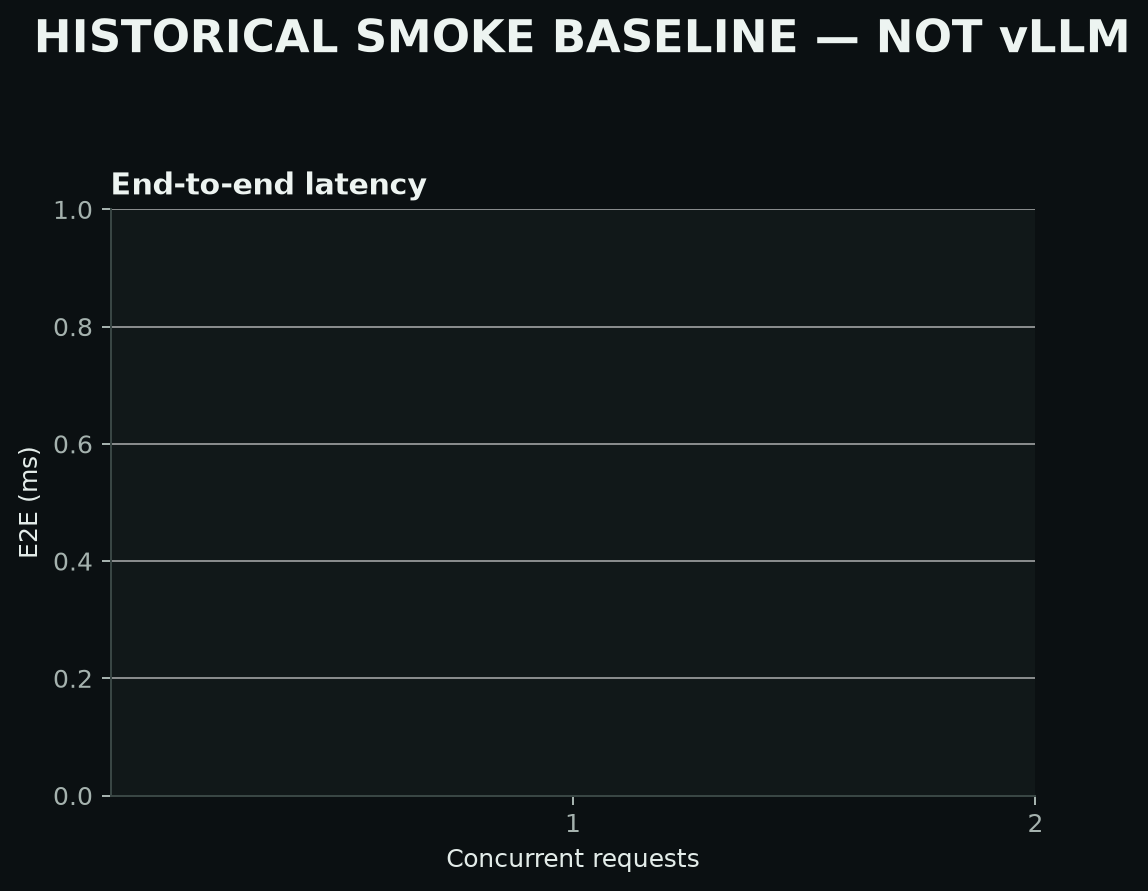 HISTORICAL SMOKE BASELINE — NOT vLLM
End-to-end latency
1.0
0.8
0.6
0.4
0.2
0.0
E2E (ms)
1
2
Concurrent requests